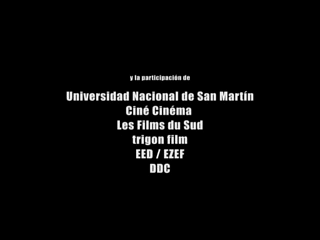 y la participación de
Universidad Nacional de San Martín
Ciné Cinéma
Les Films du Sud
trigon film
EED / EZEF
DDC